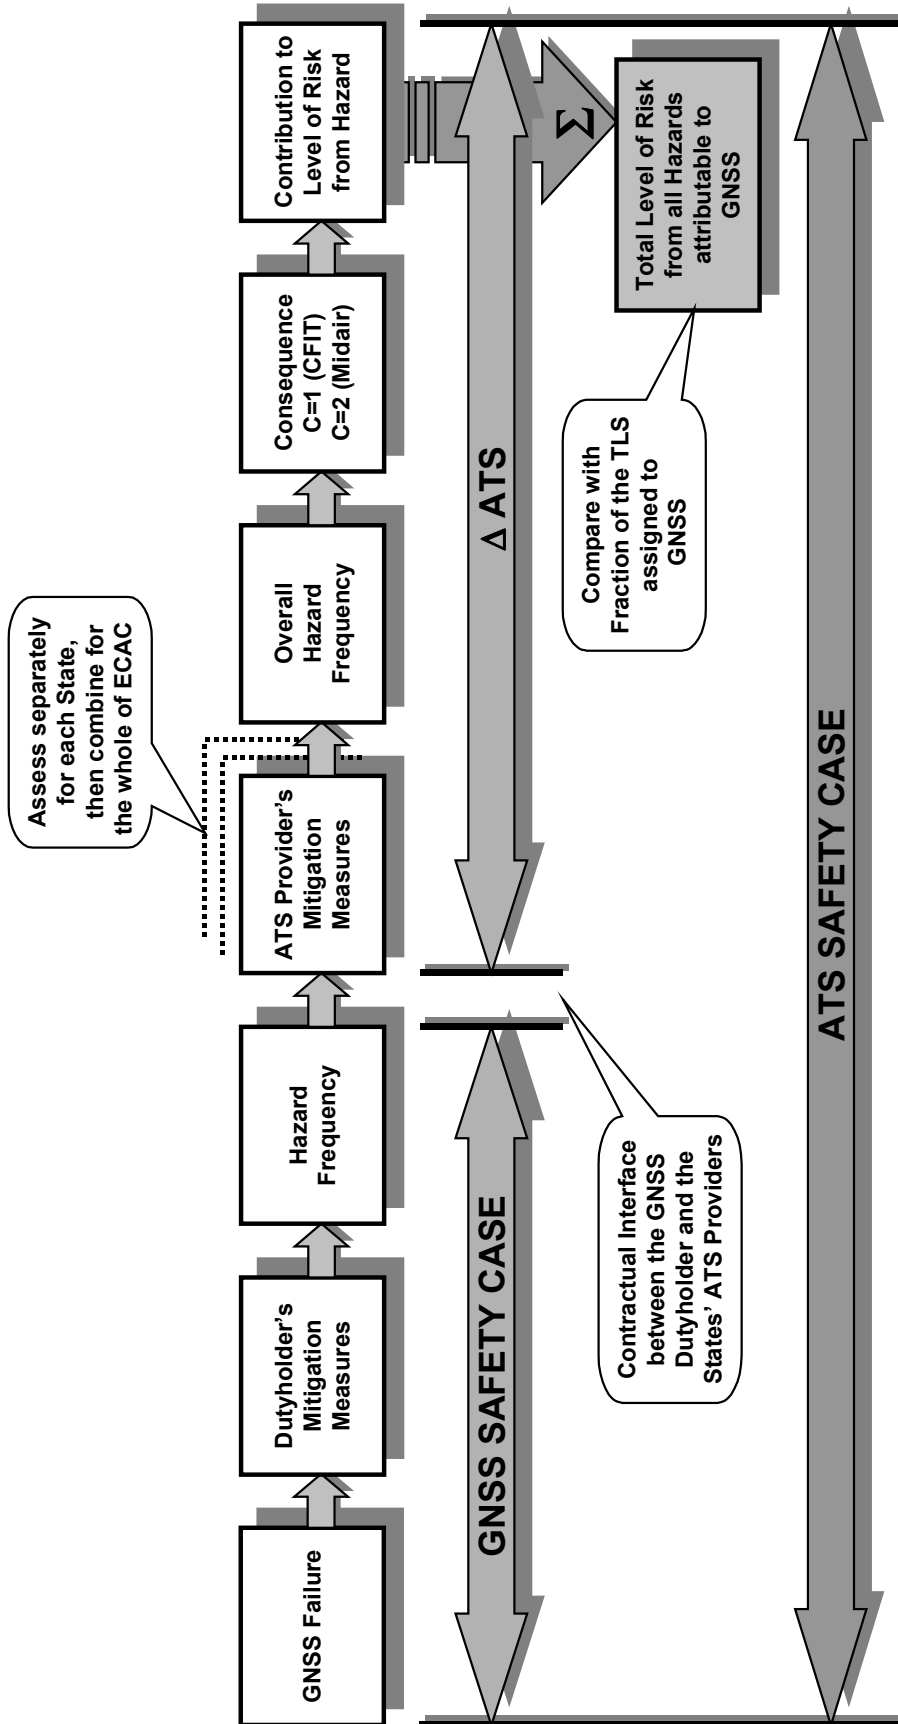 Assess separately
for each State,
then combine for
the whole of ECAC
GNSS Failure
Dutyholder's
Mitigation
Measures
Hazard
Frequency
ATS Provider's
Mitigation
Measures
Overall
Hazard
Frequency
Consequence
C=1 (CFIT)
C=2 (Midair)
Contribution to
Level of Risk
from Hazard
GNSS SAFETY CASE
Δ ATS
Σ
Contractual Interface
between the GNSS
Dutyholder and the
States' ATS Providers
Compare with
Fraction of the TLS
assigned to
GNSS
Total Level of Risk
from all Hazards
attributable to
GNSS
ATS SAFETY CASE